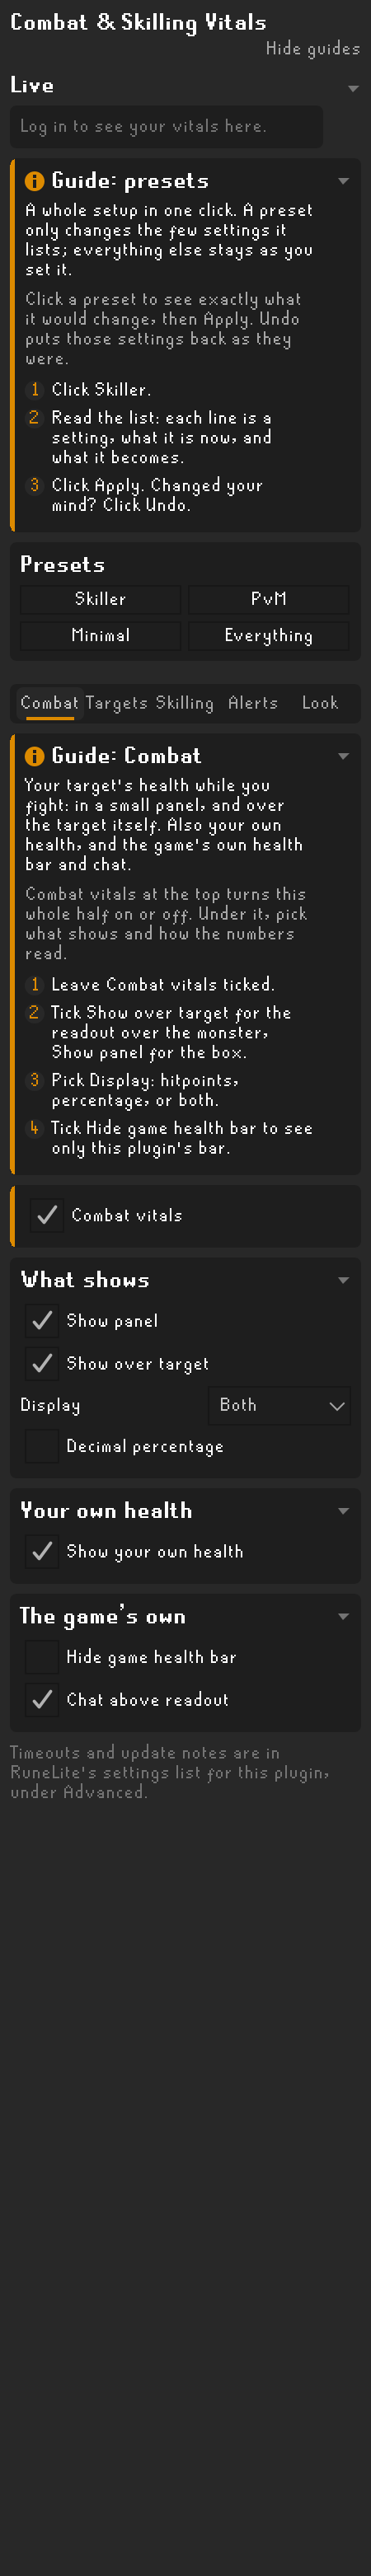 Combat & Skilling Vitals
Hide guides
Live
Log in to see your vitals here.
Guide: presets
A whole setup in one click. A preset
only changes the few settings it
lists; everything else stays as you
set it.
Click a preset to see exactly what
it would change, then Apply. Undo
puts those settings back as they
were.
1 Click Skiller.
2 Read the list: each line is a
setting, what it is now, and
what it becomes.
3 Click Apply. Changed your
mind? Click Undo.
Presets
Skiller PvM
Minimal Everything
Combat Targets Skilling Alerts Look
Guide: Combat
Your target's health while you
fight: in a small panel, and over
the target itself. Also your own
health, and the game's own health
bar and chat.
Combat vitals at the top turns this
whole half on or off. Under it, pick
what shows and how the numbers
read.
1 Leave Combat vitals ticked.
2 Tick Show over target for the
readout over the monster,
Show panel for the box.
3 Pick Display: hitpoints,
percentage, or both.
4 Tick Hide game health bar to see
only this plugin's bar.
Combat vitals
What shows
Show panel
Show over target
Display Both
Decimal percentage
Your own health
Show your own health
The game's own
Hide game health bar
Chat above readout
Timeouts and update notes are in
RuneLite's settings list for this plugin,
under Advanced.